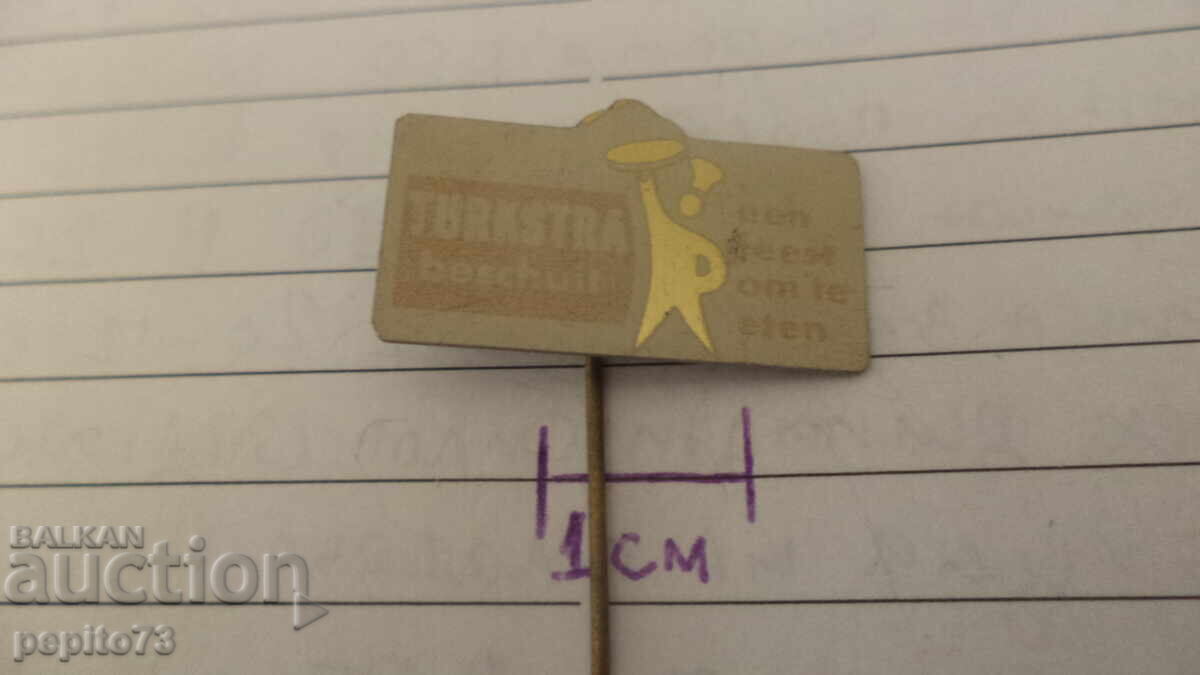 TURKSTRA
beschuit
een
feest
om te
eten
1CM
BALKAN
auction
pepito73